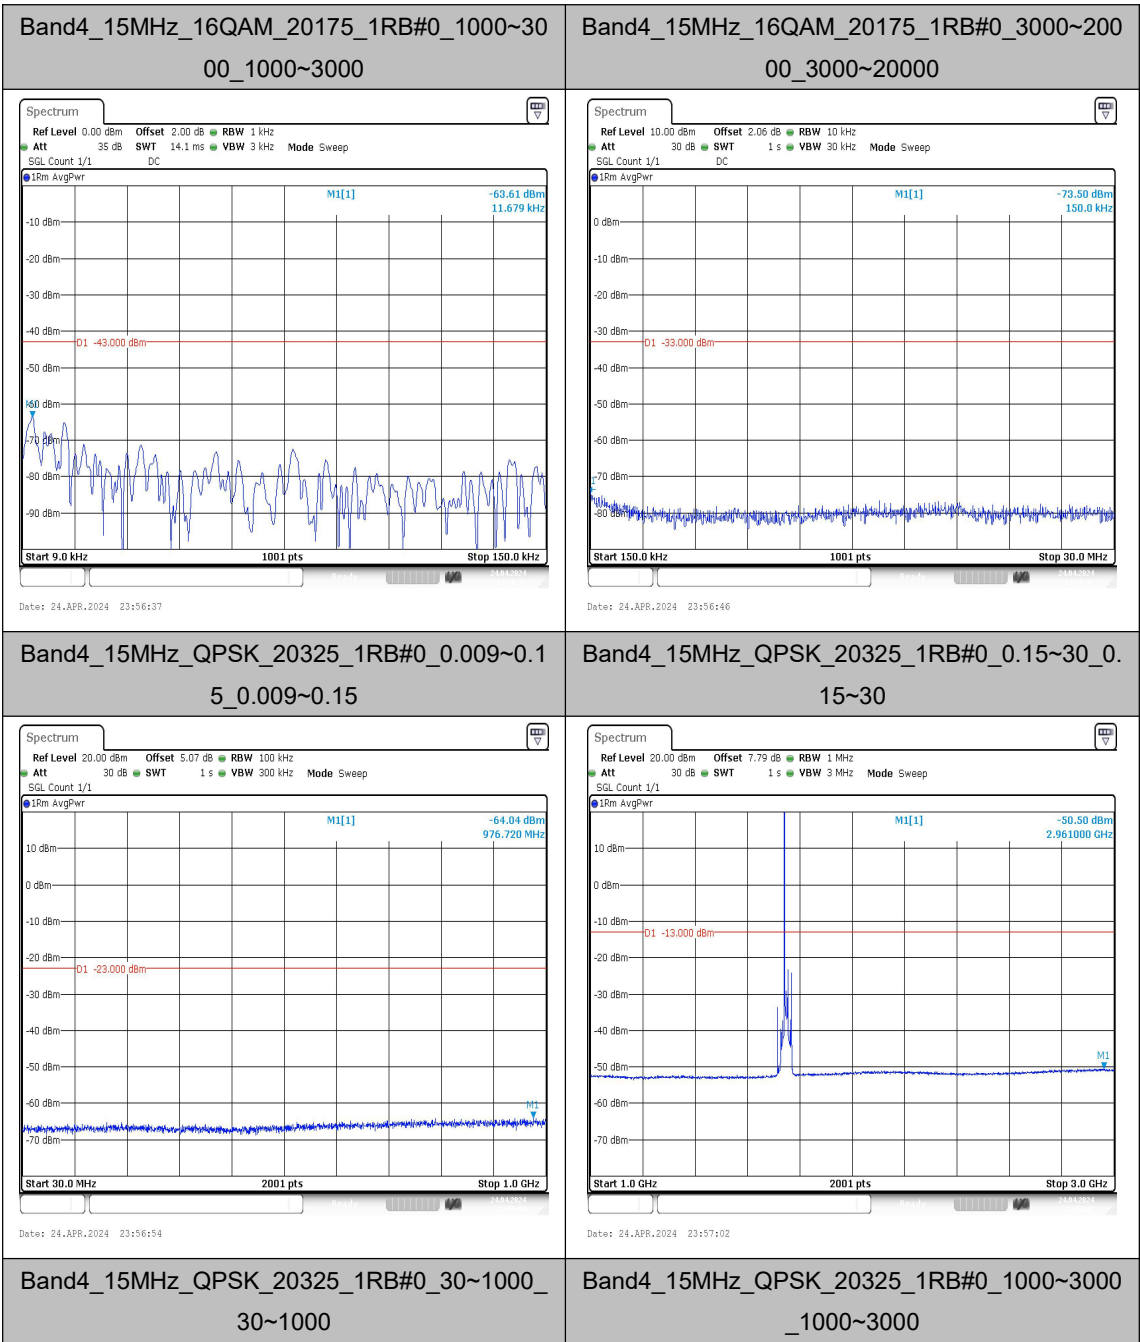 Band4_15MHz_16QAM_20175_1RB#0_1000~30
00_1000~3000
Band4_15MHz_16QAM_20175_1RB#0_3000~200
00_3000~20000
Spectrum
Ref Level 0.00 dBm Offset 2.00 dB RBW 1 kHz
Att 35 dB SWT 14.1 ms VBW 3 kHz Mode Sweep
SGL Count 1/1 DC
1Rm AvgPwr
M1[1] -63.61 dBm
11.679 kHz
-10 dBm
-20 dBm
-30 dBm
-40 dBm
D1 -43.000 dBm
-50 dBm
-60 dBm
-70 dBm
-80 dBm
-90 dBm
Start 9.0 kHz 1001 pts Stop 150.0 kHz
Date: 24.APR.2024 23:56:37
Spectrum
Ref Level 10.00 dBm Offset 2.06 dB RBW 10 kHz
Att 30 dB SWT 1 s VBW 30 kHz Mode Sweep
SGL Count 1/1 DC
1Rm AvgPwr
M1[1] -73.50 dBm
150.0 kHz
0 dBm
-10 dBm
-20 dBm
-30 dBm
D1 -33.000 dBm
-40 dBm
-50 dBm
-60 dBm
-70 dBm
-80 dBm
Start 150.0 kHz 1001 pts Stop 30.0 MHz
Date: 24.APR.2024 23:56:46
Band4_15MHz_QPSK_20325_1RB#0_0.009~0.1
5_0.009~0.15
Band4_15MHz_QPSK_20325_1RB#0_0.15~30_0.
15~30
Spectrum
Ref Level 20.00 dBm Offset 5.07 dB RBW 100 kHz
Att 30 dB SWT 1 s VBW 300 kHz Mode Sweep
SGL Count 1/1
1Rm AvgPwr
M1[1] -64.04 dBm
976.720 MHz
10 dBm
0 dBm
-10 dBm
-20 dBm
D1 -23.000 dBm
-30 dBm
-40 dBm
-50 dBm
-60 dBm
M1
-70 dBm
Start 30.0 MHz 2001 pts Stop 1.0 GHz
Date: 24.APR.2024 23:56:54
Spectrum
Ref Level 20.00 dBm Offset 7.79 dB RBW 1 MHz
Att 30 dB SWT 1 s VBW 3 MHz Mode Sweep
SGL Count 1/1
1Rm AvgPwr
M1[1] -50.50 dBm
2.961000 GHz
10 dBm
0 dBm
-10 dBm
D1 -13.000 dBm
-20 dBm
-30 dBm
-40 dBm
M1
-50 dBm
-60 dBm
-70 dBm
Start 1.0 GHz 2001 pts Stop 3.0 GHz
Date: 24.APR.2024 23:57:02
Band4_15MHz_QPSK_20325_1RB#0_30~1000_
30~1000
Band4_15MHz_QPSK_20325_1RB#0_1000~3000
_1000~3000